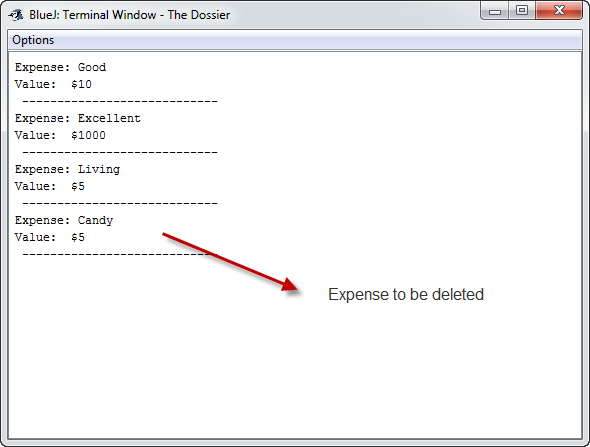 BlueJ: Terminal Window - The Dossier
Options
Expense: Good
Value:  $10
----------------------------
Expense: Excellent
Value:  $1000
----------------------------
Expense: Living
Value:  $5
----------------------------
Expense: Candy
Value:  $5
----------------------------
Expense to be deleted